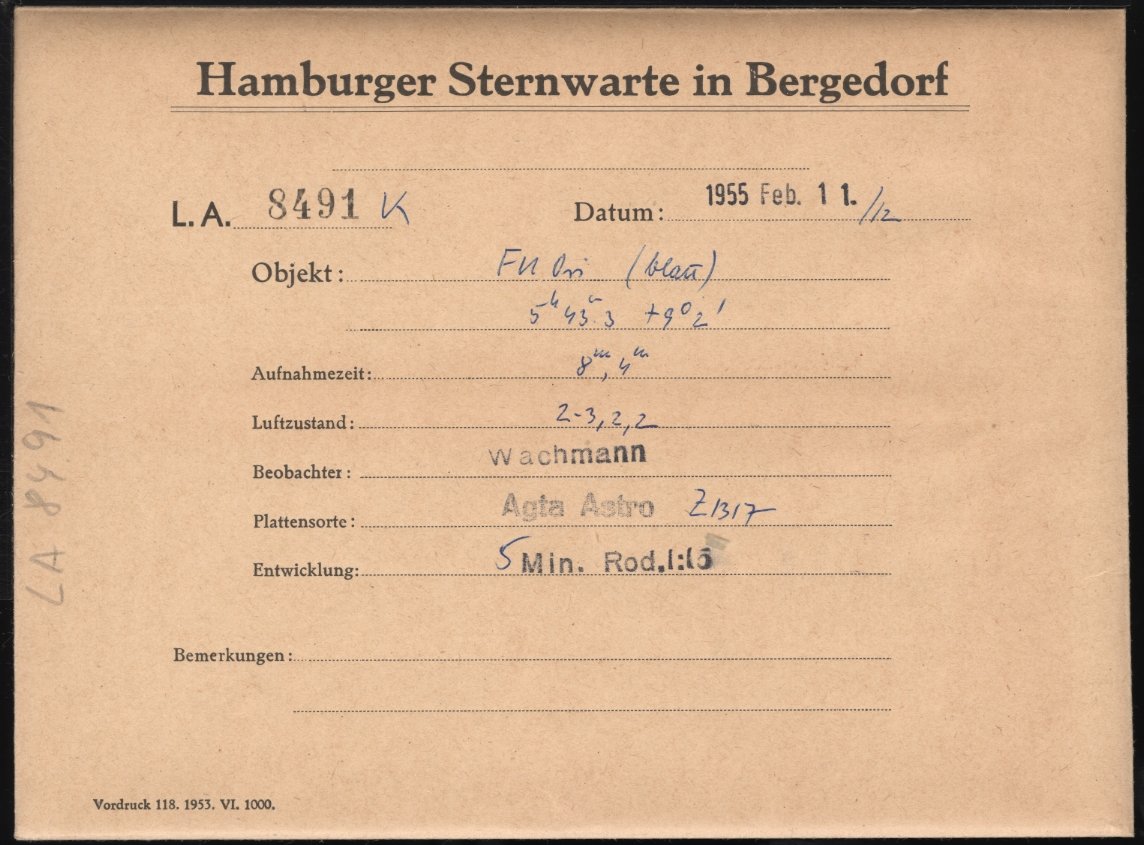 Hamburger Sternwarte in Bergedorf
L. A. 8491 K
Datum: 1955 Feb. 11./12
Objekt: FU Ori (blau)
5h 43m.3 +9° 2'
Aufnahmezeit: 8m, 4m
Luftzustand: 2-3, 2, 2
Beobachter: Wachmann
Plattensorte: Agfa Astro Z1317
Entwicklung: 5 Min. Rod. 1:15
Bemerkungen:
Vordruck 118. 1953. VI. 1000.
LA 8491